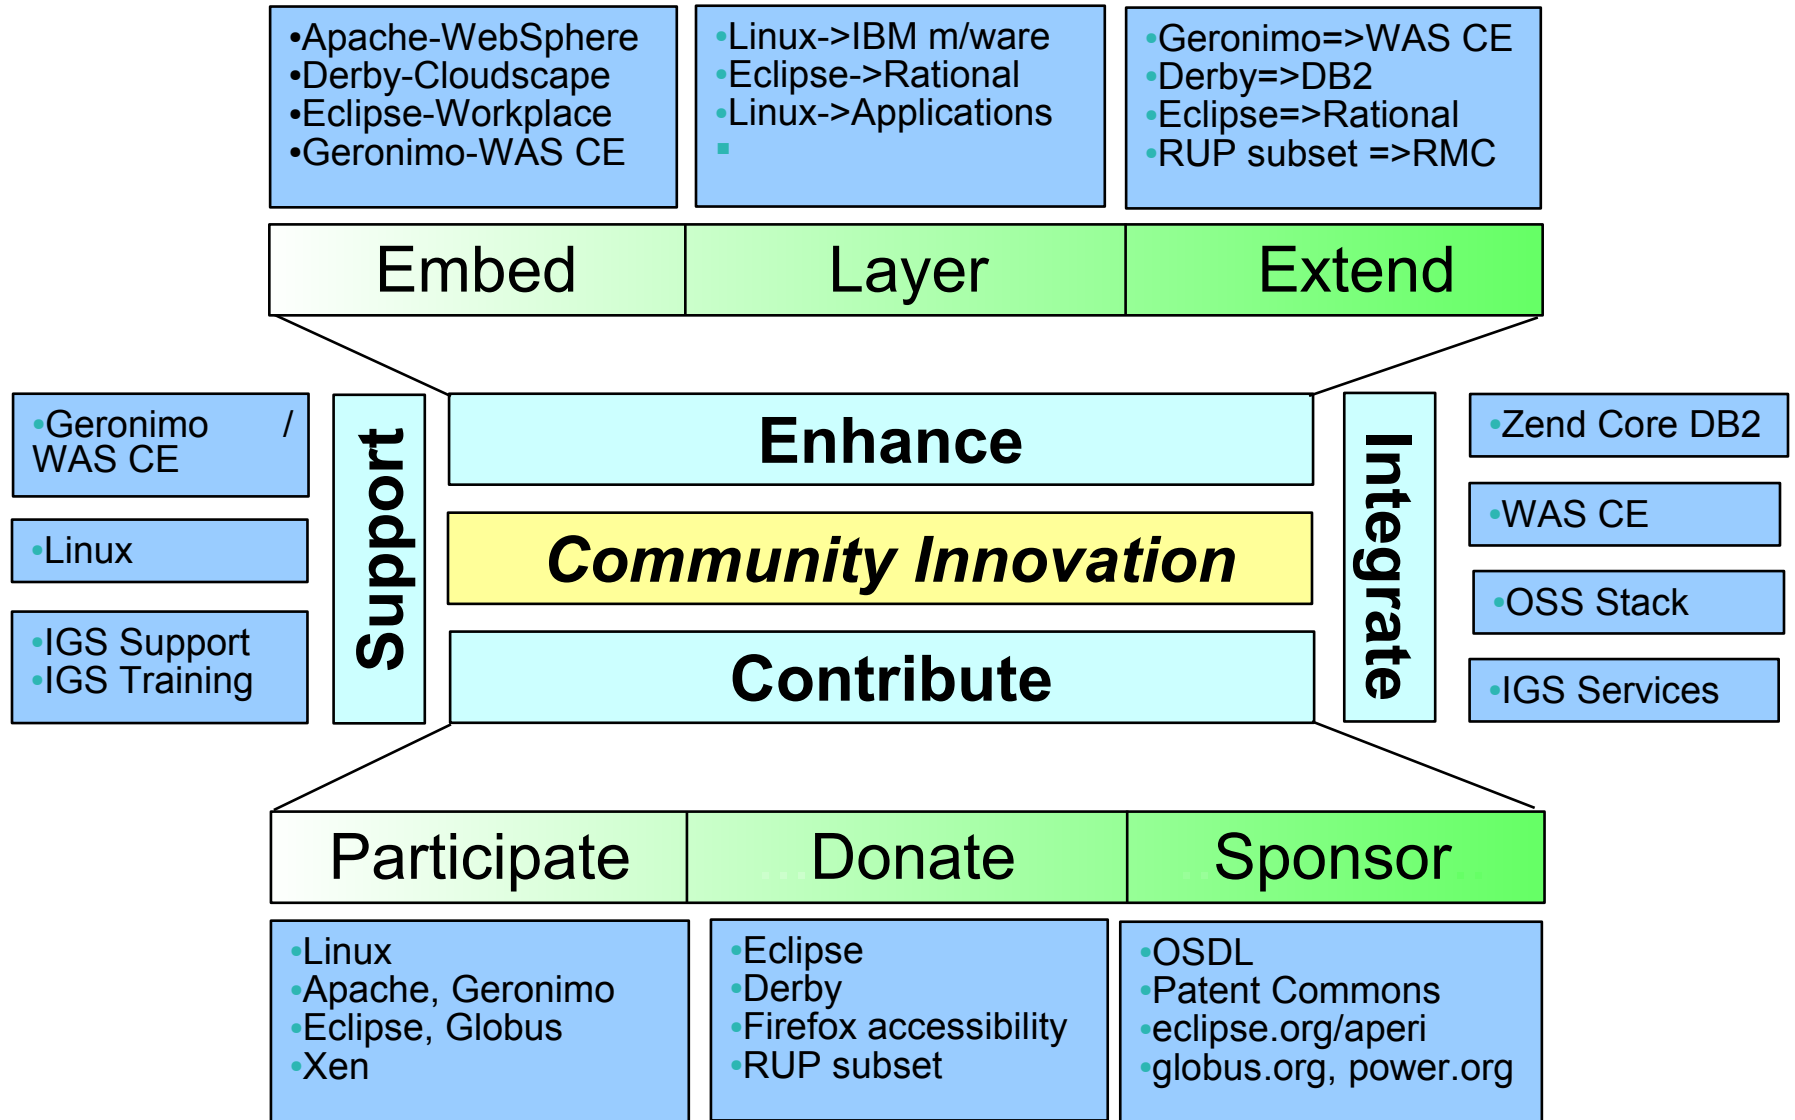 •Apache-WebSphere
•Derby-Cloudscape
•Eclipse-Workplace
•Geronimo-WAS CE
•Linux->IBM m/ware
•Eclipse->Rational
•Linux->Applications
•Geronimo=>WAS CE
•Derby=>DB2
•Eclipse=>Rational
•RUP subset =>RMC
Embed
Layer
Extend
•Geronimo /
WAS CE
•Linux
•IGS Support
•IGS Training
Support
Enhance
Community Innovation
Contribute
Integrate
•Zend Core DB2
•WAS CE
•OSS Stack
•IGS Services
Participate
Donate
Sponsor
•Linux
•Apache, Geronimo
•Eclipse, Globus
•Xen
•Eclipse
•Derby
•Firefox accessibility
•RUP subset
•OSDL
•Patent Commons
•eclipse.org/aperi
•globus.org, power.org